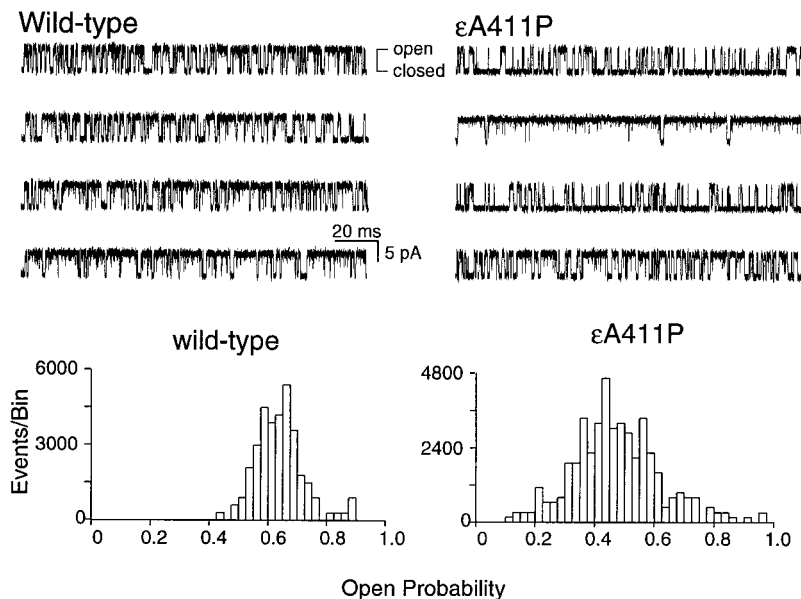 Wild-type
εA411P
open
closed
20 ms
5 pA
wild-type
εA411P
6000
3000
0
Events/Bin
0 0.2 0.4 0.6 0.8 1.0
4800
2400
0
0 0.2 0.4 0.6 0.8 1.0
Open Probability